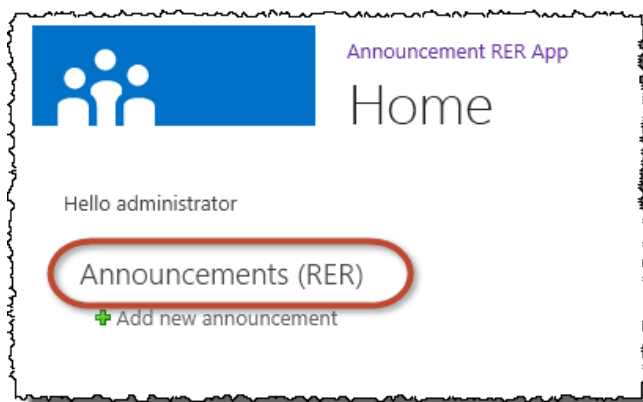 Announcement RER App
Home
Hello administrator
Announcements (RER)
Add new announcement